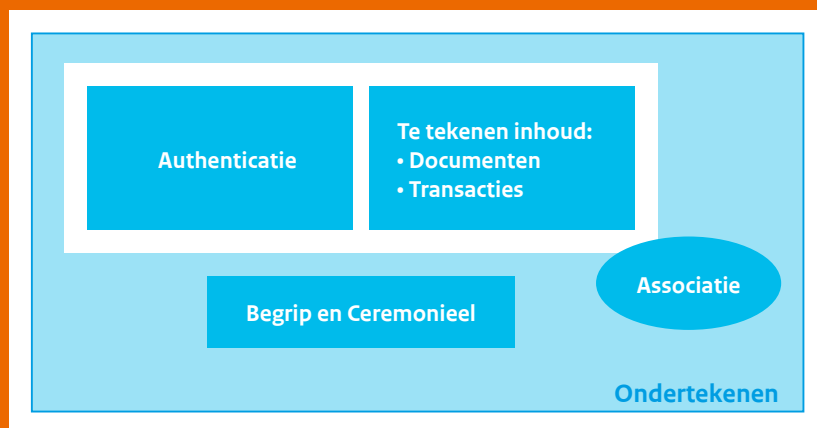 Authenticatie
Te tekenen inhoud:
• Documenten
• Transacties
Associatie
Begrip en Ceremonieel
Ondertekenen